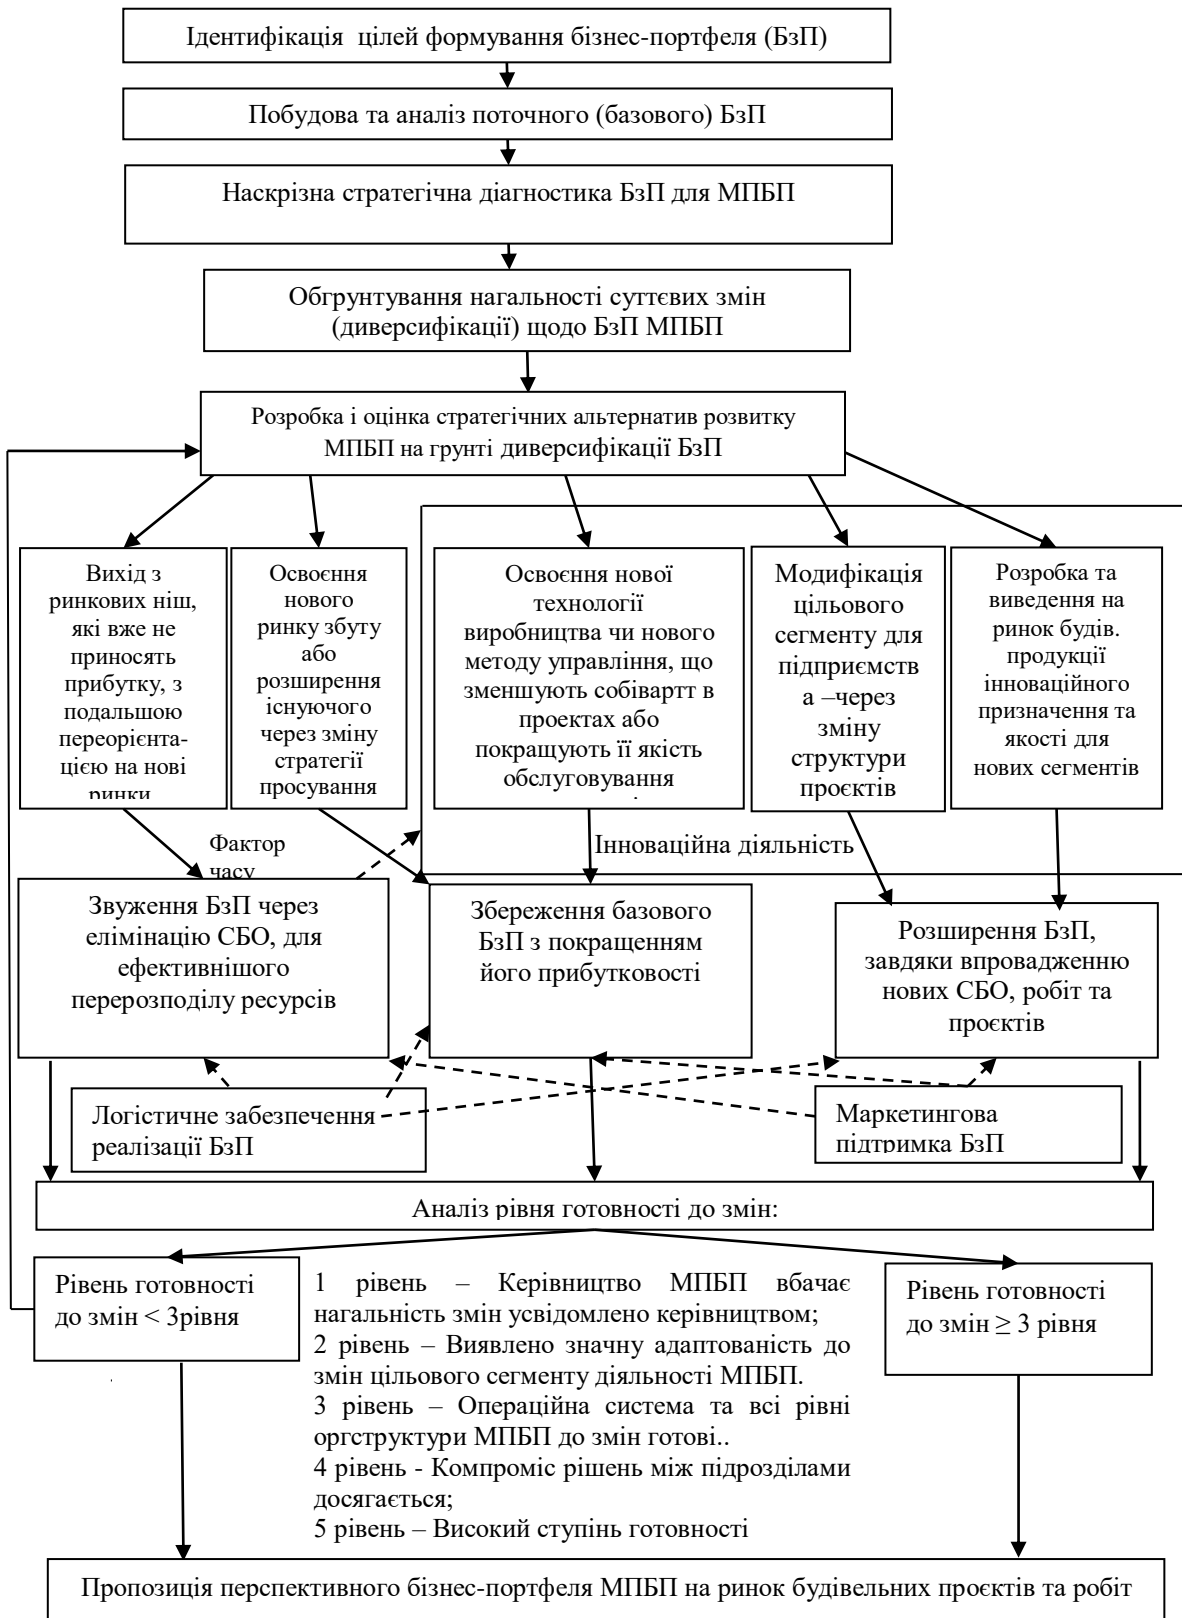 Ідентифікація цілей формування бізнес-портфеля (БзП)
Побудова та аналіз поточного (базового) БзП
Наскрізна стратегічна діагностика БзП для МПБП
Обгрунтування нагальності суттєвих змін
(диверсифікації) щодо БзП МПБП
Розробка і оцінка стратегічних альтернатив розвитку
МПБП на грунті диверсифікації БзП
Вихід з
ринкових ніш,
які вже не
приносять
прибутку, з
подальшою
переорієнта-
цією на нові
ринки
Освоєння
нового
ринку збуту
або
розширення
існуючого
через зміну
стратегії
просування
Освоєння нової
технології
виробництва чи нового
методу управління, що
зменшують собівартт в
проектах або
покращують її якість
обслуговування
Модифікація
цільового
сегменту для
підприємств
а –через
зміну
структури
проєктів
Розробка та
виведення на
ринок будів.
продукції
інноваційного
призначення та
якості для
нових сегментів
Фактор
часу
Інноваційна діяльність
Звуження БзП через
елімінацію СБО, для
ефективнішого
перерозподілу ресурсів
Збереження базового
БзП з покращенням
його прибутковості
Розширення БзП,
завдяки впровадженню
нових СБО, робіт та
проєктів
Логістичне забезпечення
реалізації БзП
Маркетингова
підтримка БзП
Аналіз рівня готовності до змін:
Рівень готовності
до змін < 3рівня
1 рівень – Керівництво МПБП вбачає
нагальність змін усвідомлено керівництвом;
2 рівень – Виявлено значну адаптованість до
змін цільового сегменту діяльності МПБП.
3 рівень – Операційна система та всі рівні
оргструктури МПБП до змін готові..
4 рівень - Компроміс рішень між підрозділами
досягається;
5 рівень – Високий ступінь готовності
Рівень готовності
до змін ≥ 3 рівня
Пропозиція перспективного бізнес-портфеля МПБП на ринок будівельних проєктів та робіт